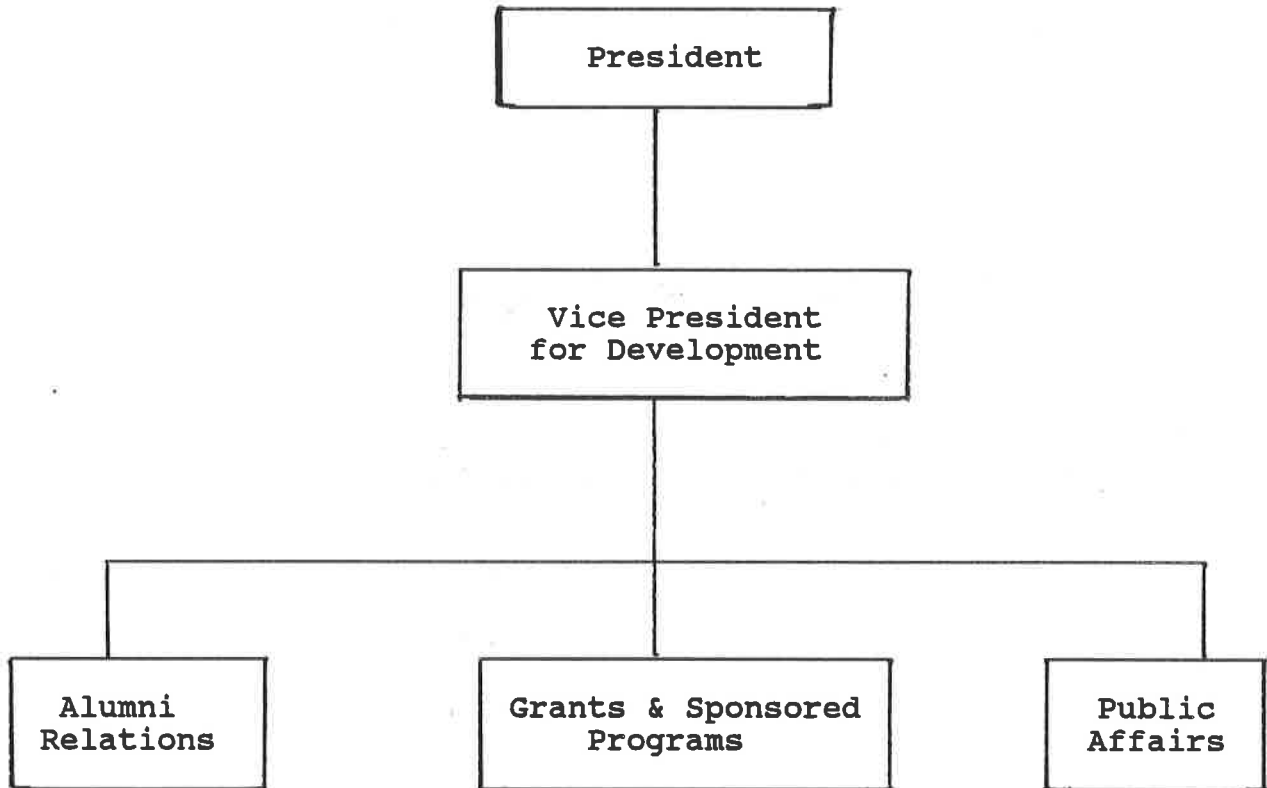 President
Vice President
for Development
Alumni
Relations
Grants & Sponsored
Programs
Public
Affairs